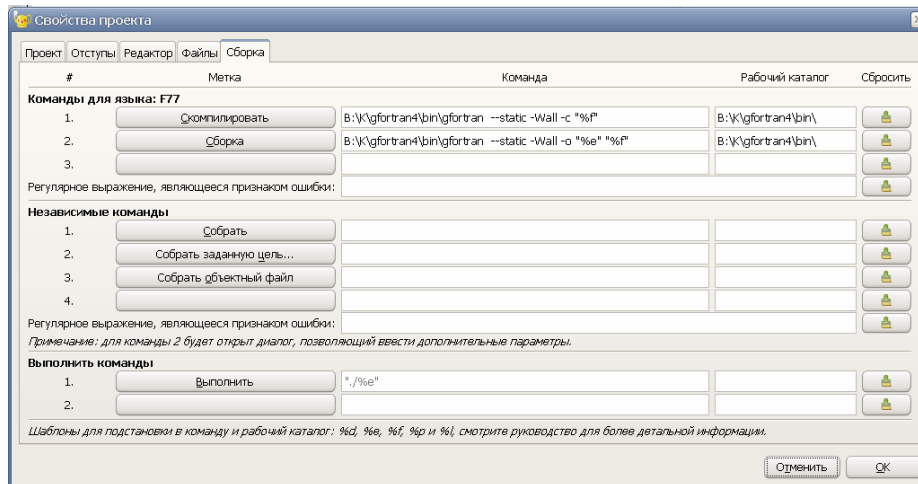 Свойства проекта
Проект Отступы Редактор Файлы Сборка
# Метка Команда Рабочий каталог Сбросить
Команды для языка: F77
1. Скомпилировать B:\K\gfortran4\bin\gfortran --static -Wall -c "%f" B:\K\gfortran4\bin\
2. Сборка B:\K\gfortran4\bin\gfortran --static -Wall -o "%e" "%f" B:\K\gfortran4\bin\
3.
Регулярное выражение, являющееся признаком ошибки:
Независимые команды
1. Собрать
2. Собрать заданную цель...
3. Собрать объектный файл
4.
Регулярное выражение, являющееся признаком ошибки:
Примечание: для команды 2 будет открыт диалог, позволяющий ввести дополнительные параметры.
Выполнить команды
1. Выполнить "./%e"
2.
Шаблоны для подстановки в команду и рабочий каталог: %d, %e, %f, %p и %l, смотрите руководство для более детальной информации.
Отменить OK